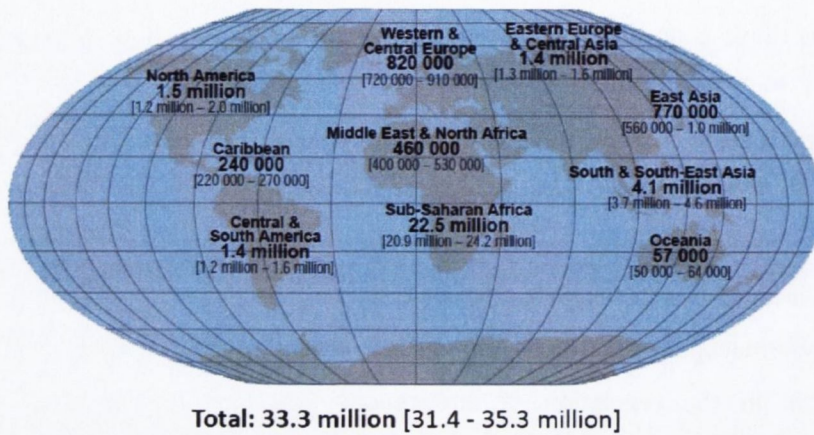 Western &
Central Europe
820 000
[720 000 – 910 000]
Eastern Europe
& Central Asia
1.4 million
[1.3 million – 1.6 million]
North America
1.5 million
[1.2 million – 2.0 million]
East Asia
770 000
[560 000 – 1.0 million]
Middle East & North Africa
460 000
[400 000 – 530 000]
Caribbean
240 000
[220 000 – 270 000]
South & South-East Asia
4.1 million
[3.7 million – 4.6 million]
Central &
South America
1.4 million
[1.2 million – 1.6 million]
Sub-Saharan Africa
22.5 million
[20.9 million – 24.2 million]
Oceania
57 000
[50 000 – 64 000]
Total: 33.3 million [31.4 - 35.3 million]